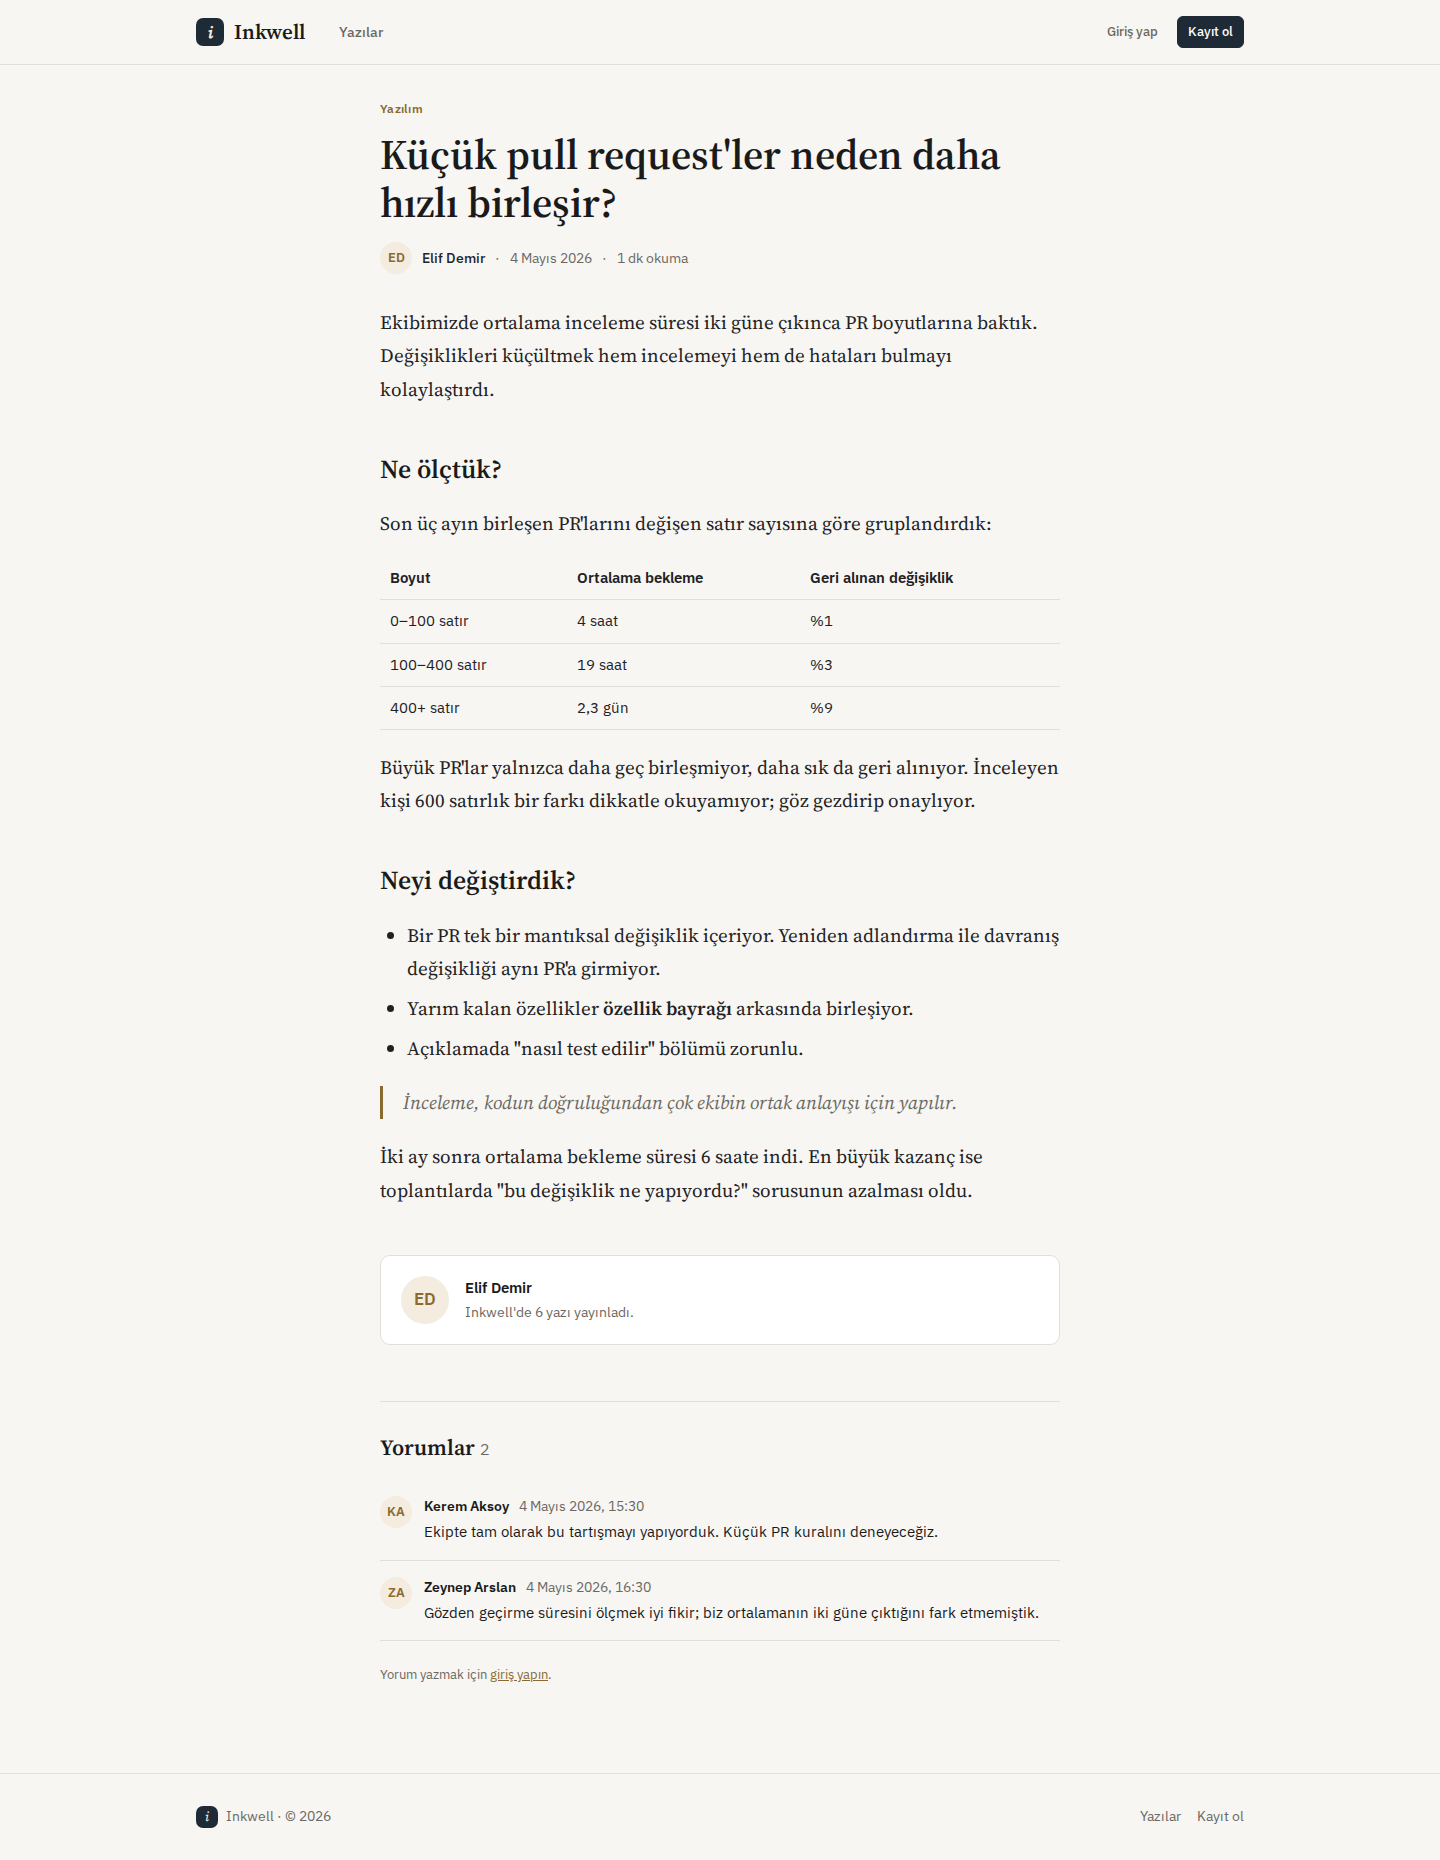 i Inkwell Yazılar Giriş yap Kayıt ol
Yazılım
Küçük pull request'ler neden daha
hızlı birleşir?
ED Elif Demir · 4 Mayıs 2026 · 1 dk okuma
Ekibimizde ortalama inceleme süresi iki güne çıkınca PR boyutlarına baktık.
Değişiklikleri küçültmek hem incelemeyi hem de hataları bulmayı
kolaylaştırdı.
Ne ölçtük?
Son üç ayın birleşen PR'larını değişen satır sayısına göre gruplandırdık:
Boyut Ortalama bekleme Geri alınan değişiklik
0–100 satır 4 saat %1
100–400 satır 19 saat %3
400+ satır 2,3 gün %9
Büyük PR'lar yalnızca daha geç birleşmiyor, daha sık da geri alınıyor. İnceleyen
kişi 600 satırlık bir farkı dikkatle okuyamıyor; göz gezdirip onaylıyor.
Neyi değiştirdik?
• Bir PR tek bir mantıksal değişiklik içeriyor. Yeniden adlandırma ile davranış
değişikliği aynı PR'a girmiyor.
• Yarım kalan özellikler özellik bayrağı arkasında birleşiyor.
• Açıklamada "nasıl test edilir" bölümü zorunlu.
İnceleme, kodun doğruluğundan çok ekibin ortak anlayışı için yapılır.
İki ay sonra ortalama bekleme süresi 6 saate indi. En büyük kazanç ise
toplantılarda "bu değişiklik ne yapıyordu?" sorusunun azalması oldu.
ED Elif Demir
Inkwell'de 6 yazı yayınladı.
Yorumlar 2
KA Kerem Aksoy 4 Mayıs 2026, 15:30
Ekipte tam olarak bu tartışmayı yapıyorduk. Küçük PR kuralını deneyeceğiz.
ZA Zeynep Arslan 4 Mayıs 2026, 16:30
Gözden geçirme süresini ölçmek iyi fikir; biz ortalamanın iki güne çıktığını fark etmemiştik.
Yorum yazmak için giriş yapın.
i Inkwell · © 2026 Yazılar Kayıt ol